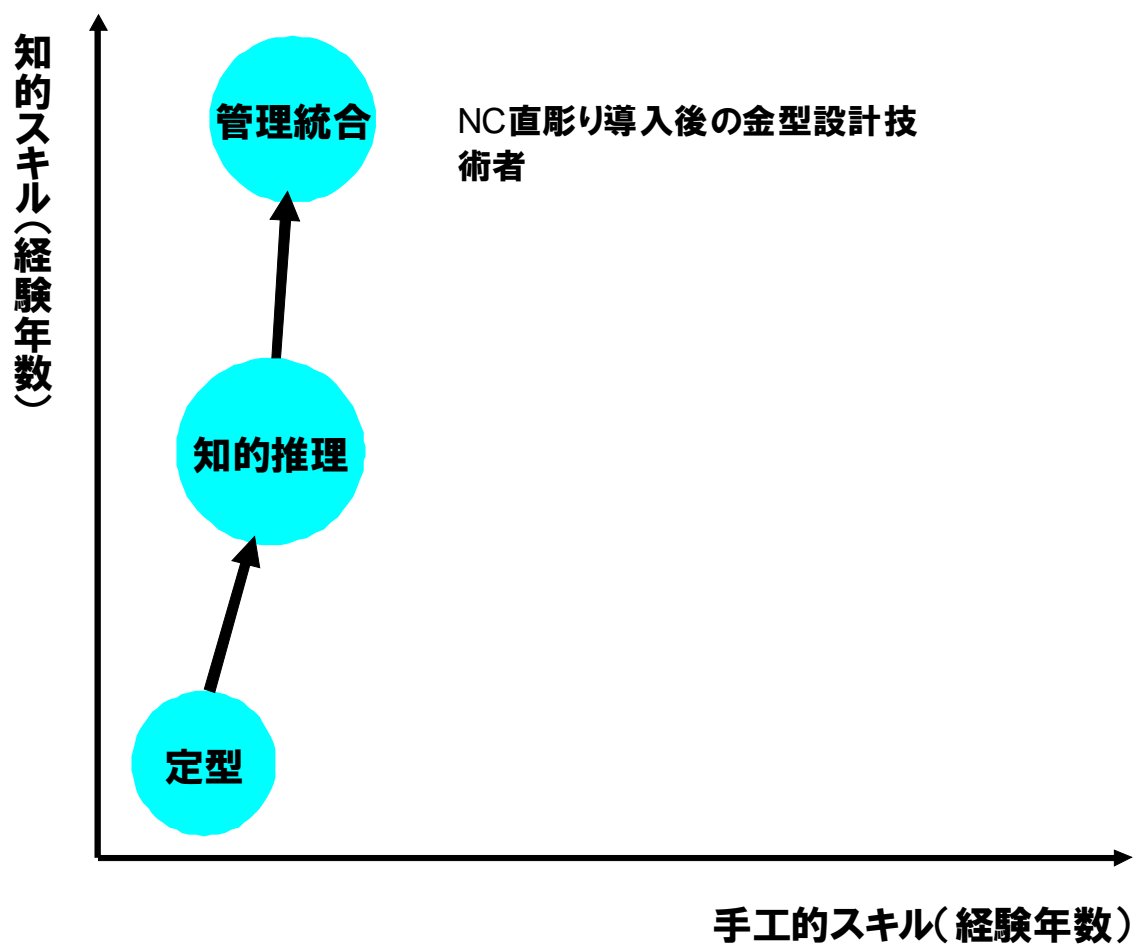 知的スキル(経験年数)
管理統合
NC直彫り導入後の金型設計技
術者
知的推理
定型
手工的スキル(経験年数)